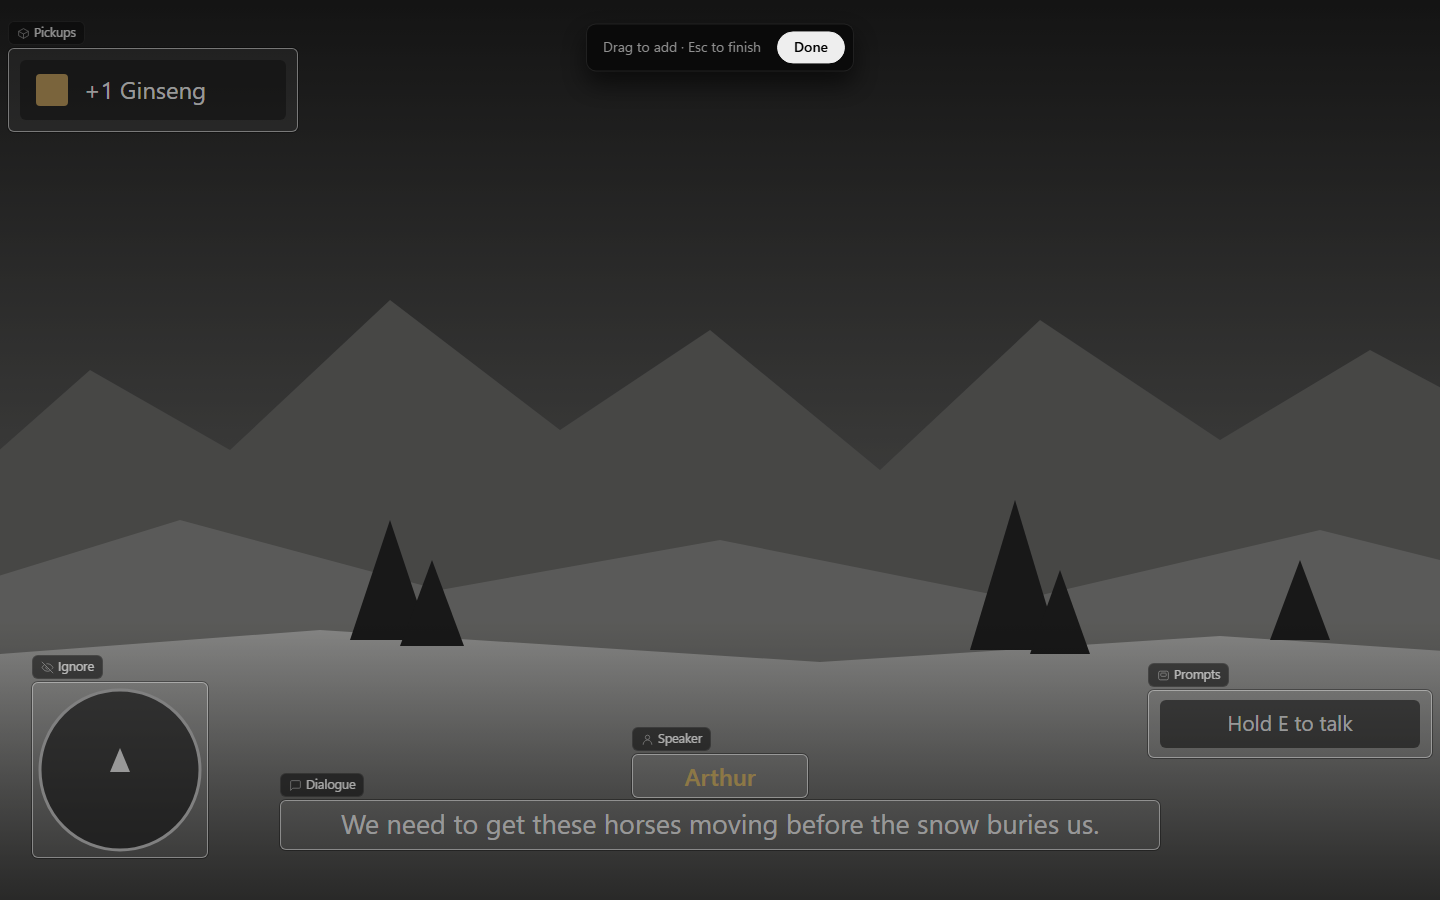 Pickups
Drag to add · Esc to finish
Done
+1 Ginseng
Ignore
Prompts
Hold E to talk
Speaker
Arthur
Dialogue
We need to get these horses moving before the snow buries us.